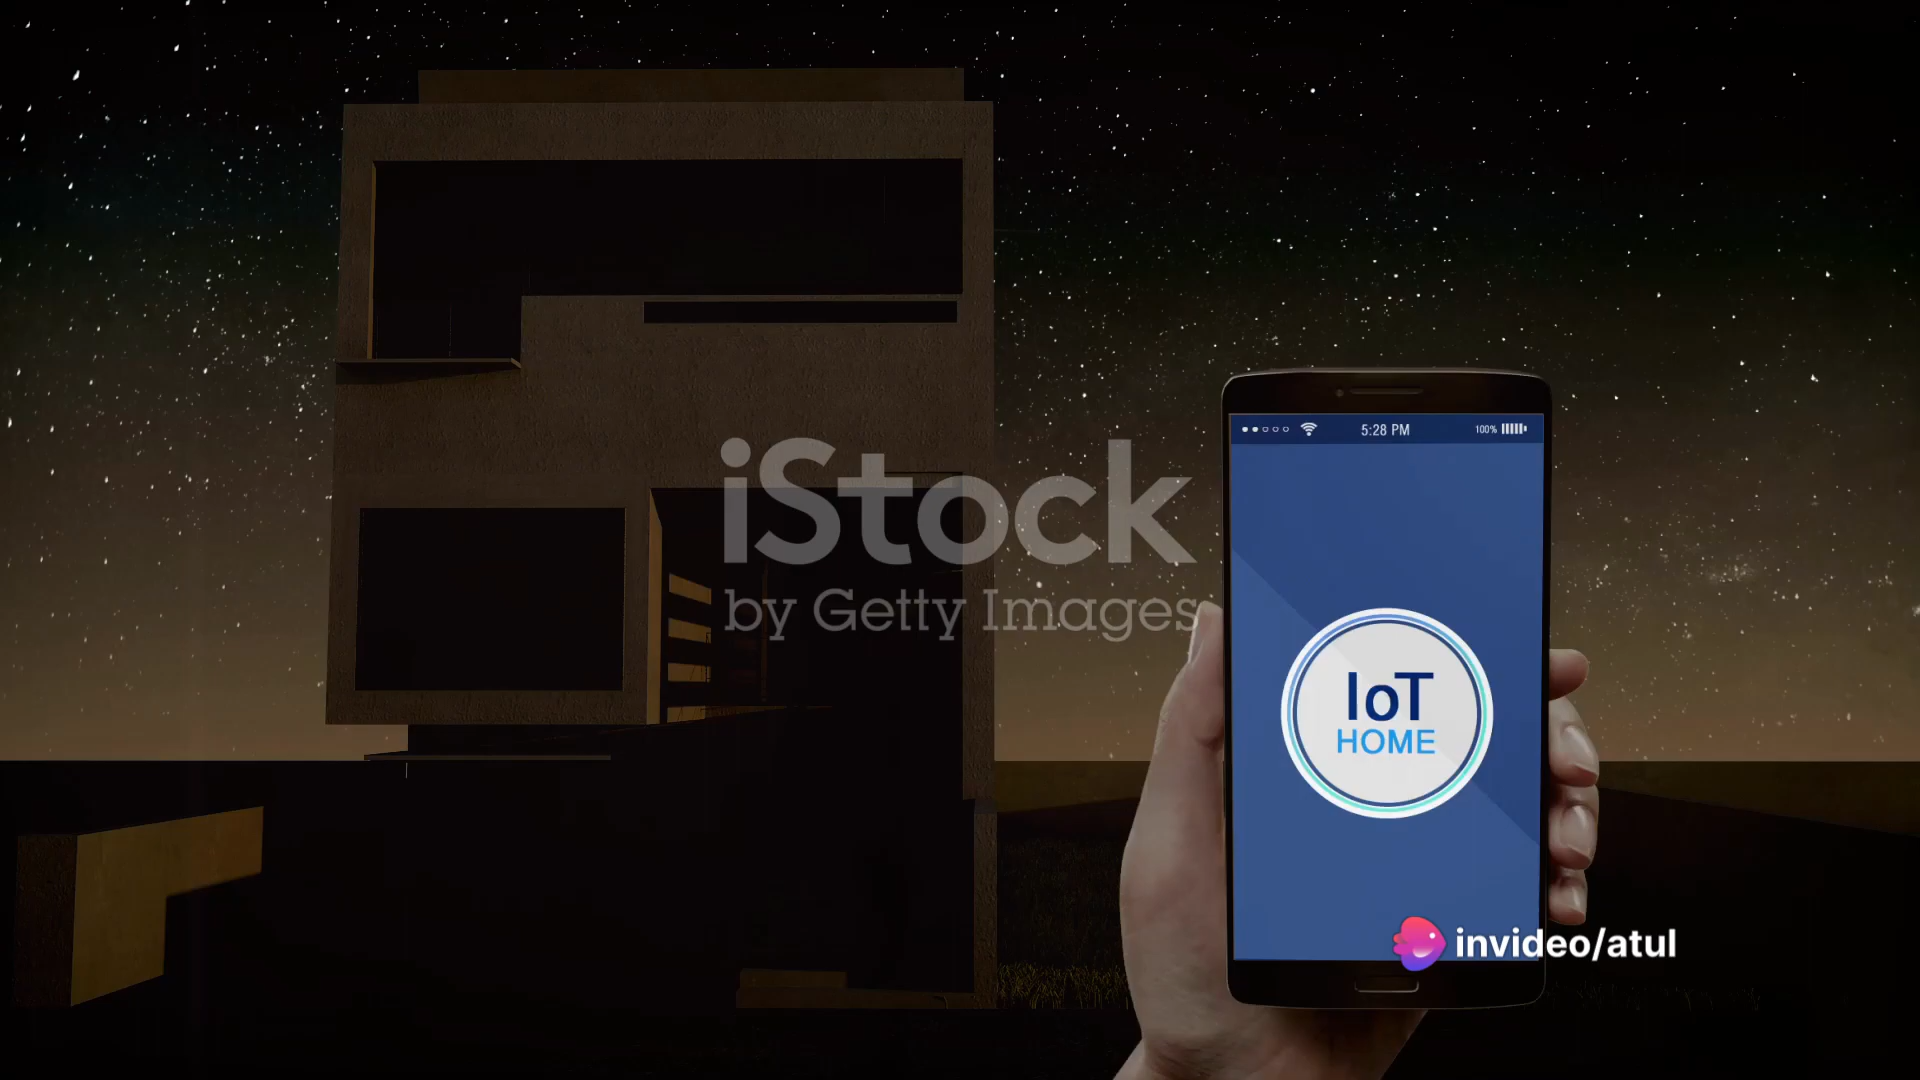 iStock
by Getty Images
5:28 PM
100%
IoT
HOME
invideo/atul